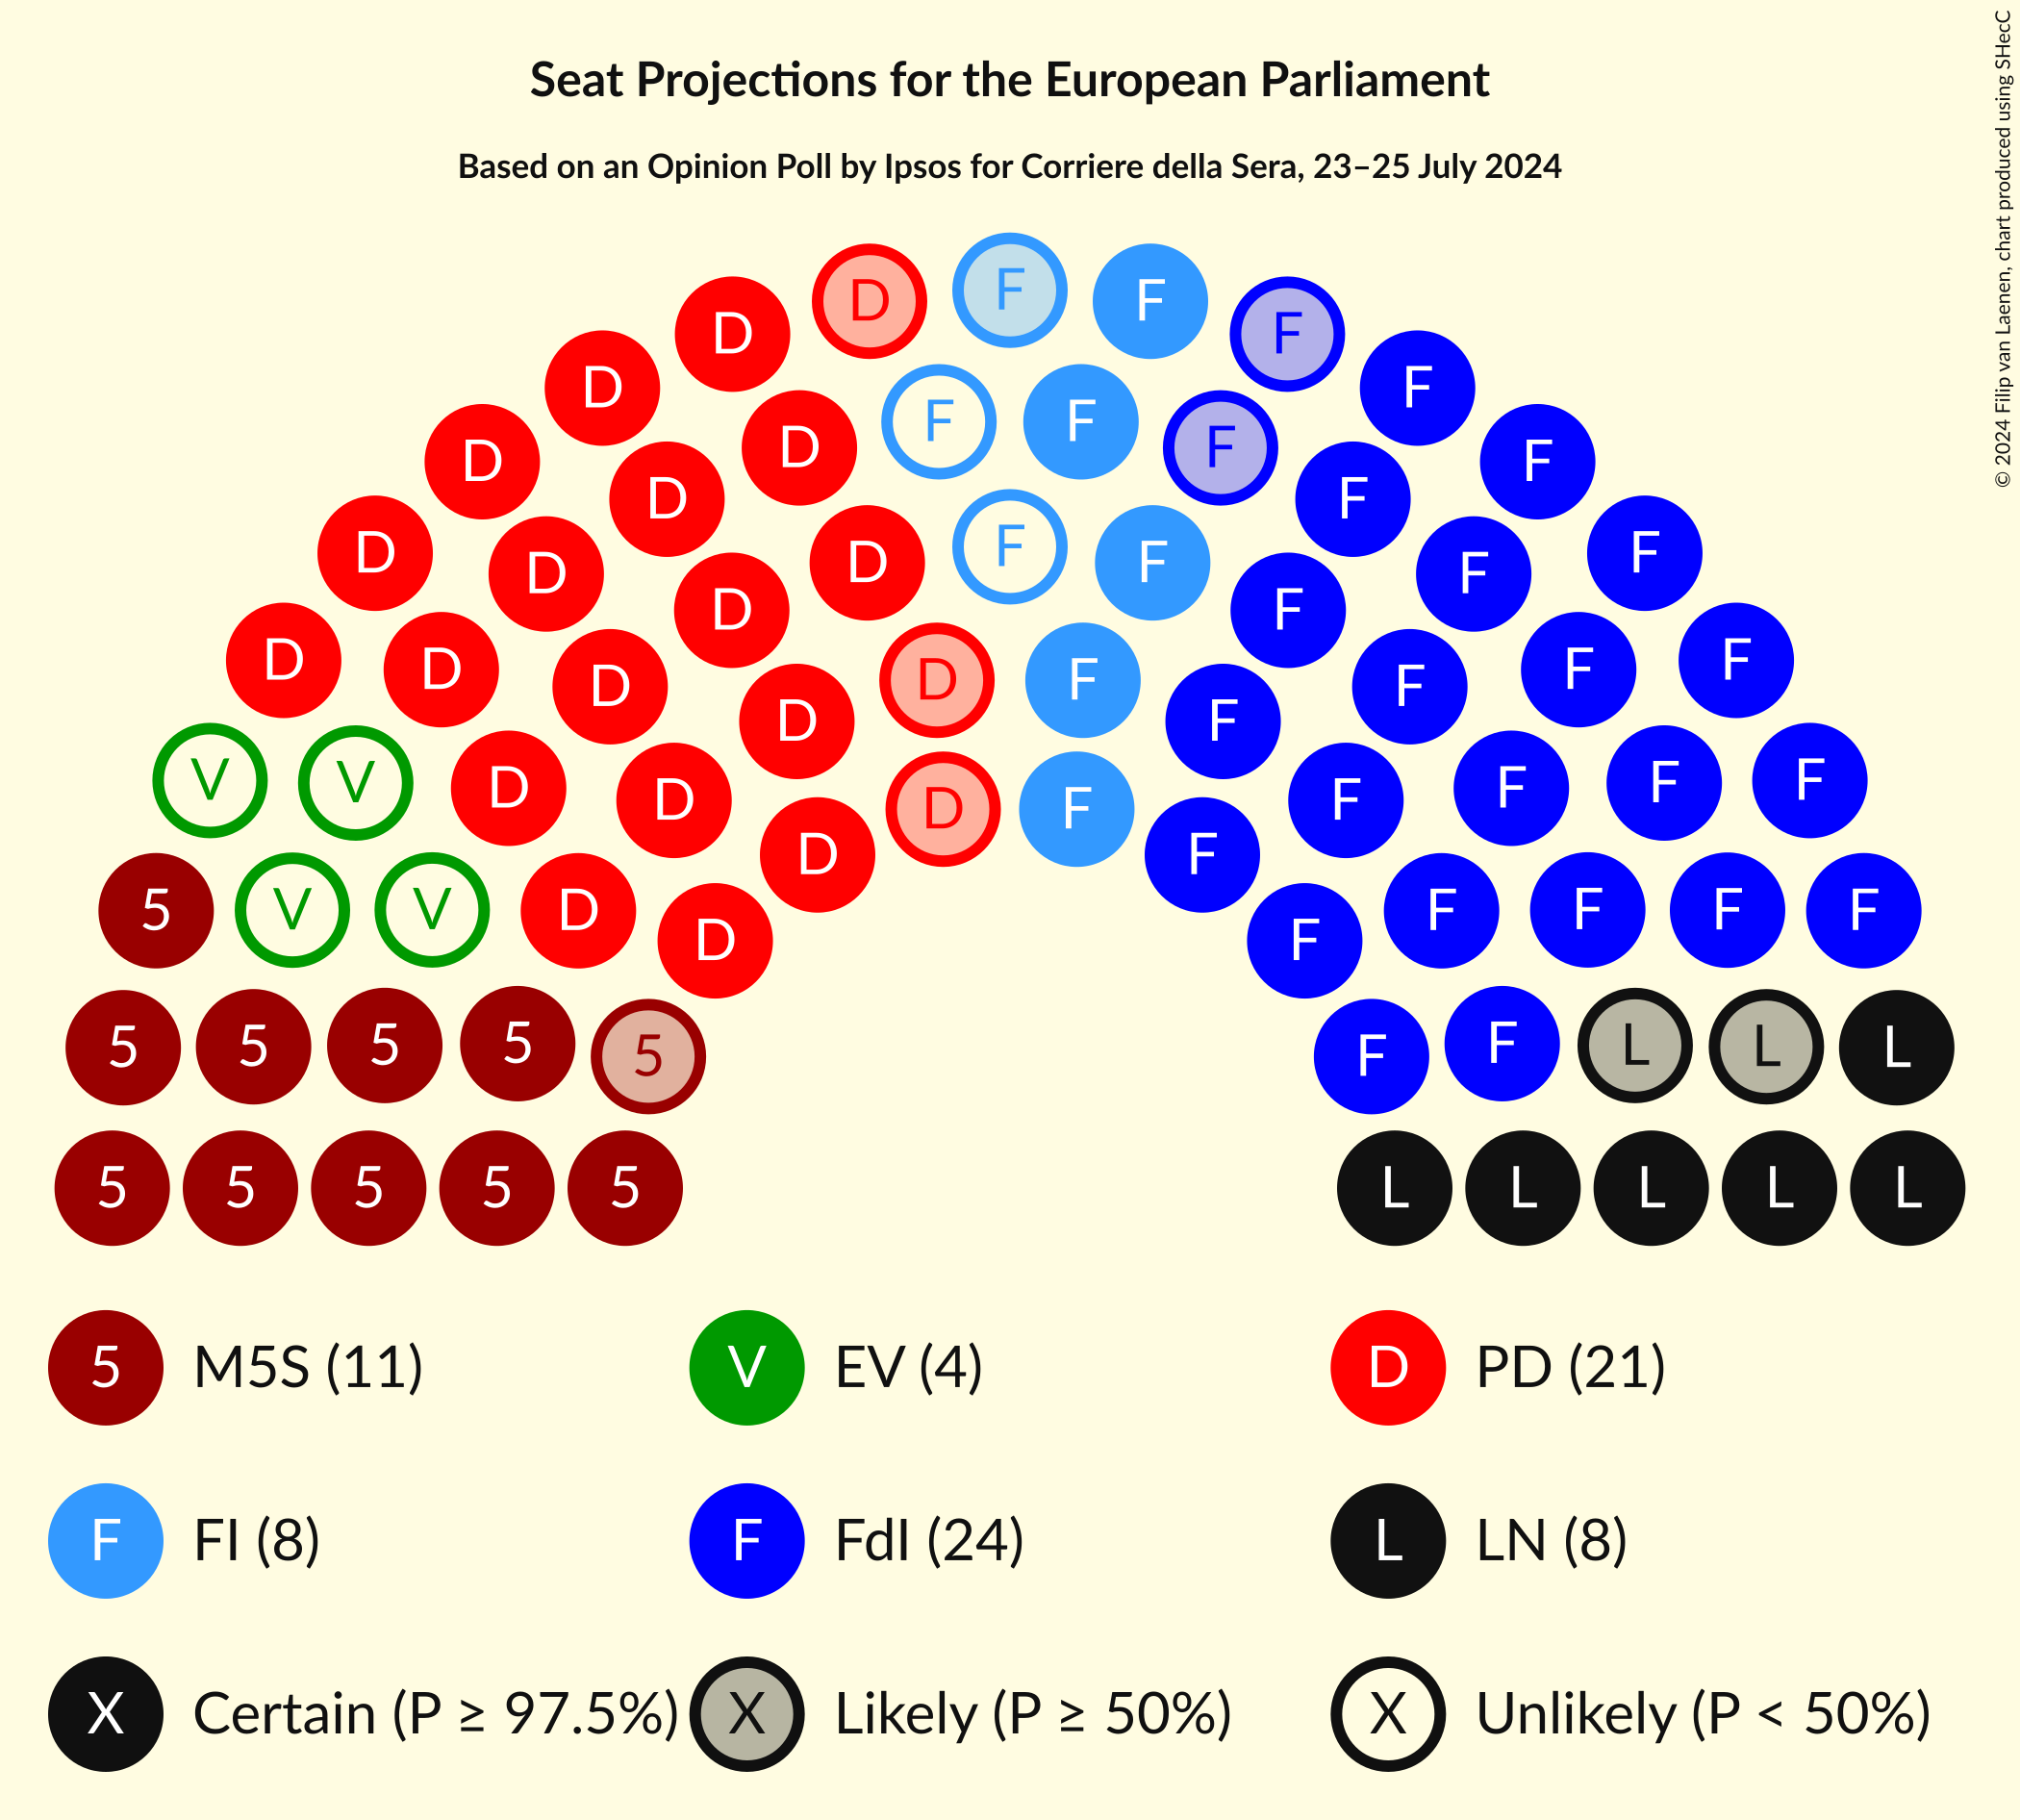 Seat Projections for the European Parliament
Based on an Opinion Poll by Ipsos for Corriere della Sera, 23–25 July 2024
© 2024 Filip van Laenen, chart produced using SHecC
D F F
D F
D F
F F
D F
D F
D F
D D F F F
D F
D F
D F
D D D F F F
D F
V V D F F F
D D F F
D F
5 V V D F F F F
D F
5 5 5 5 5 F F L L L
5 5 5 5 5 L L L L L
5 M5S (11) V EV (4) D PD (21)
F FI (8) F FdI (24) L LN (8)
X Certain (P ≥ 97.5%) X Likely (P ≥ 50%) X Unlikely (P < 50%)